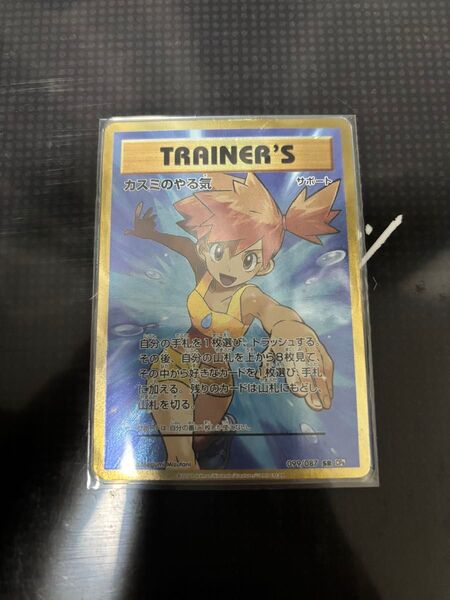 TRAINER'S
カスミのやる気
サポート
自分の手札を1枚選び、トラッシュする。
その後、自分の山札を上から8枚見て、
その中から好きなカードを1枚選び、手札
に加える。残りのカードは山札にもどし、
山札を切る。
Megumi Mizutani
099/087 SR